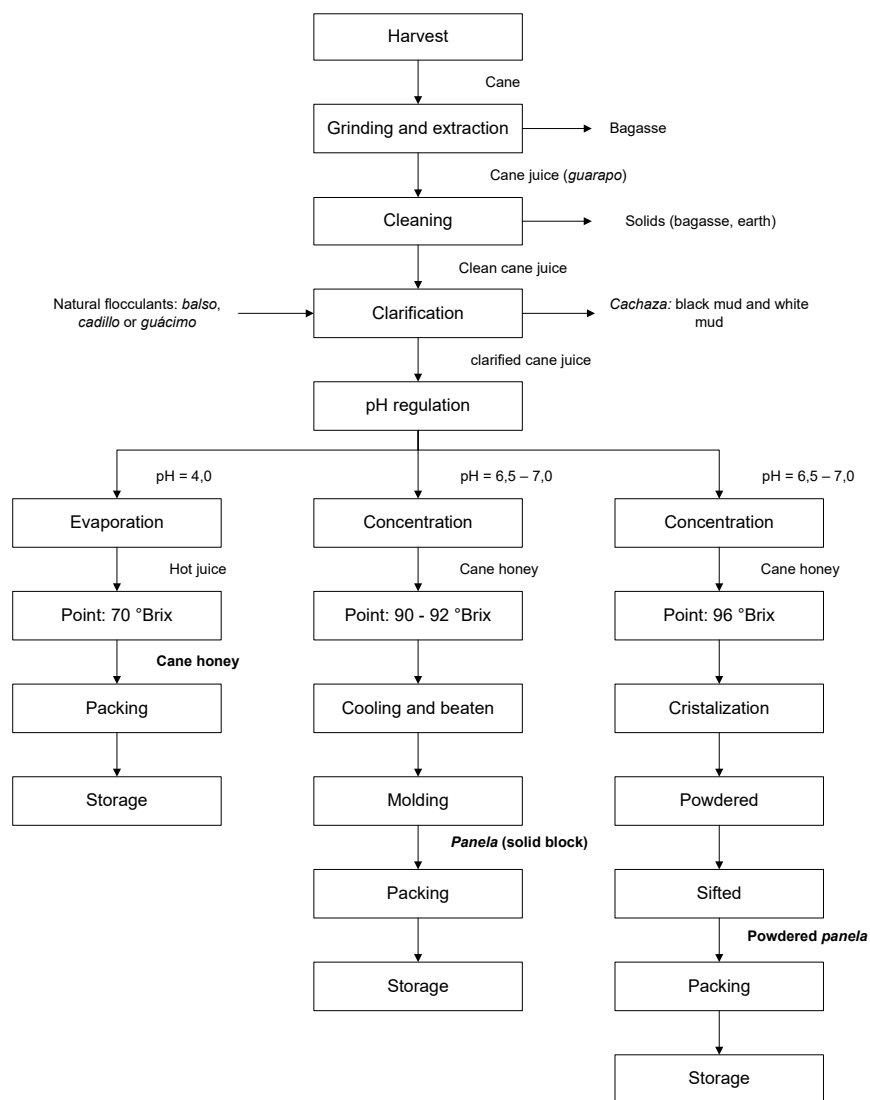 Harvest
Cane
Grinding and extraction
Bagasse
Cane juice (guarapo)
Cleaning
Solids (bagasse, earth)
Clean cane juice
Natural flocculants: balso,
cadillo or guácimo
Clarification
Cachaza: black mud and white
mud
clarified cane juice
pH regulation
pH = 4,0
pH = 6,5 – 7,0
pH = 6,5 – 7,0
Evaporation
Concentration
Concentration
Hot juice
Cane honey
Cane honey
Point: 70 °Brix
Point: 90 - 92 °Brix
Point: 96 °Brix
Cane honey
Packing
Cooling and beaten
Cristalization
Storage
Molding
Powdered
Panela (solid block)
Packing
Sifted
Powdered panela
Storage
Packing
Storage